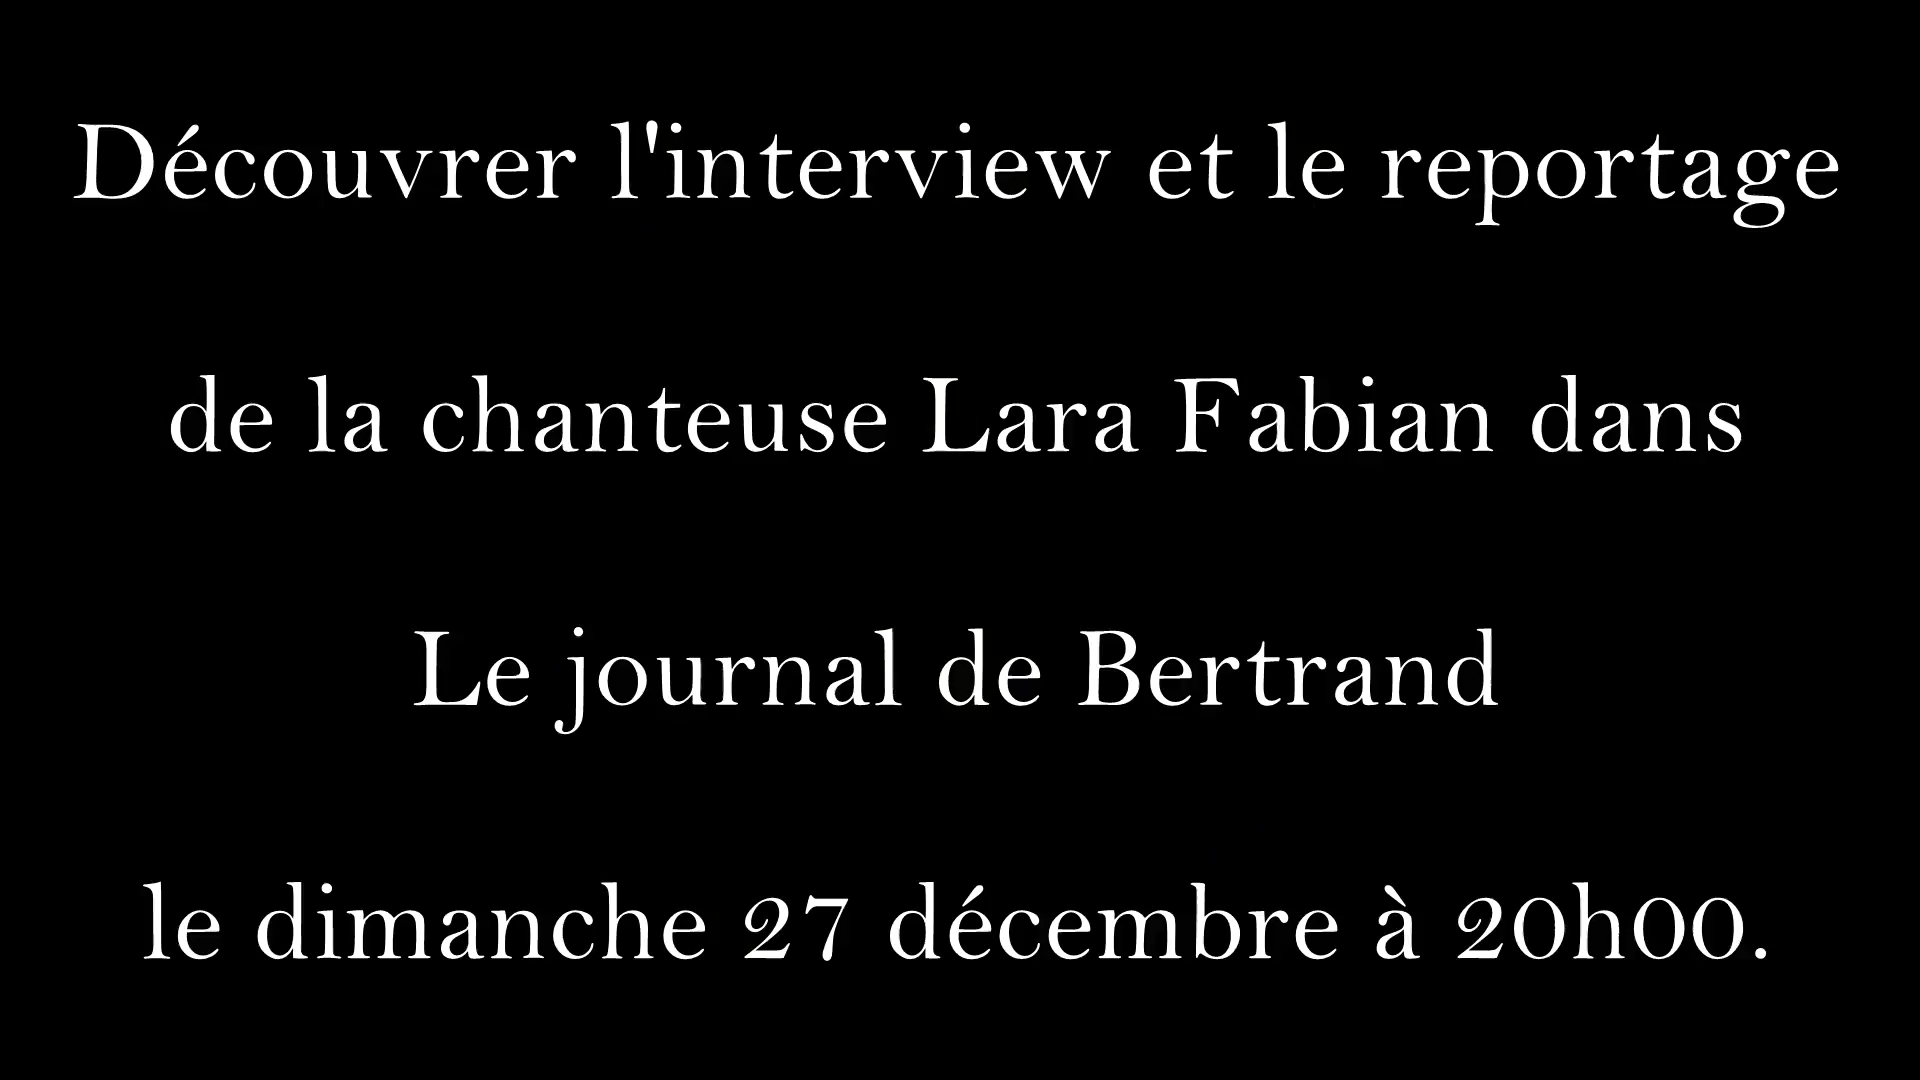 Découvrer l'interview et le reportage
de la chanteuse Lara Fabian dans
Le journal de Bertrand
le dimanche 27 décembre à 20h00.